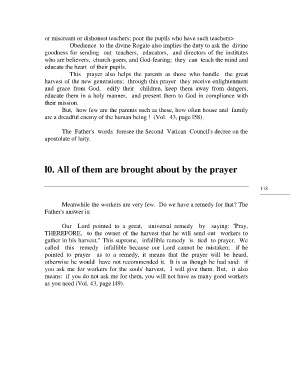 or miscreant or dishonest teachers; poor the pupils who have such teachers>
Obedience to the divine Rogate also implies the duty to ask the divine
goodness for sending out teachers, educators, and directors of the institutes
who are believers, church-goers, and God-fearing; they can teach the mind and
educate the heart of their pupils.
This prayer also helps the parents as those who handle the great
harvest of the new generations; through this prayer they receive enlightenment
and grace from God, edify their children, keep them away from dangers,
educate them in a holy manner, and present them to God in compliance with
their mission.
But, how few are the parents such as these, how often house and family
are a dreadful enemy of the human being ! (Vol. 43, page l58).
The Father's words foresee the Second Vatican Council's decree on the
apostolate of laity.
l0. All of them are brought about by the prayer
118
Meanwhile the workers are very few. Do we have a remedy for that? The
Father's answer is:
Our Lord pointed to a great, universal remedy by saying: "Pray,
THEREFORE, to the owner of the harvest that he will send out workers to
gather in his harvest." This supreme, infallible remedy is tied to prayer. We
called this remedy infallible because our Lord cannot be mistaken; if he
pointed to prayer as to a remedy, it means that the prayer will be heard,
otherwise he would have not recommended it. It is as though he had said: if
you ask me for workers for the souls' harvest, I will give them. But, it also
means: if you do not ask me for them, you will not have as many good workers
as you need (Vol. 43, page l49).